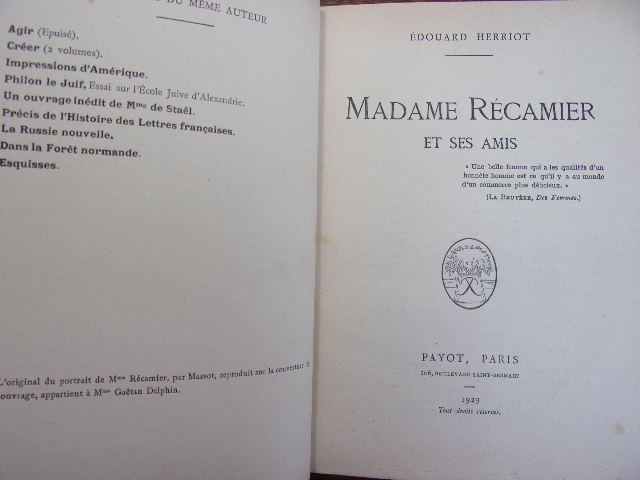 DU MÊME AUTEUR
Agir (Epuisé).
Créer (2 volumes).
Impressions d'Amérique.
Philon le Juif, Essai sur l'École Juive d'Alexandrie.
Un ouvrage inédit de Mme de Staël.
Précis de l'Histoire des Lettres françaises.
La Russie nouvelle.
Dans la Forêt normande.
Esquisses.
L'original du portrait de Mme Récamier, par Massot, reproduit sur la couverture
ouvrage, appartient à Mme Gaëtan Delphin.
ÉDOUARD HERRIOT
MADAME RÉCAMIER
ET SES AMIS
« Une belle femme qui a les qualités d'un
honnête homme est ce qu'il y a au monde
d'un commerce plus délicieux. »
(LA BRUYÈRE, Des Femmes.)
PAYOT, PARIS
106, BOULEVARD SAINT-GERMAIN
1929
Tous droits réservés.